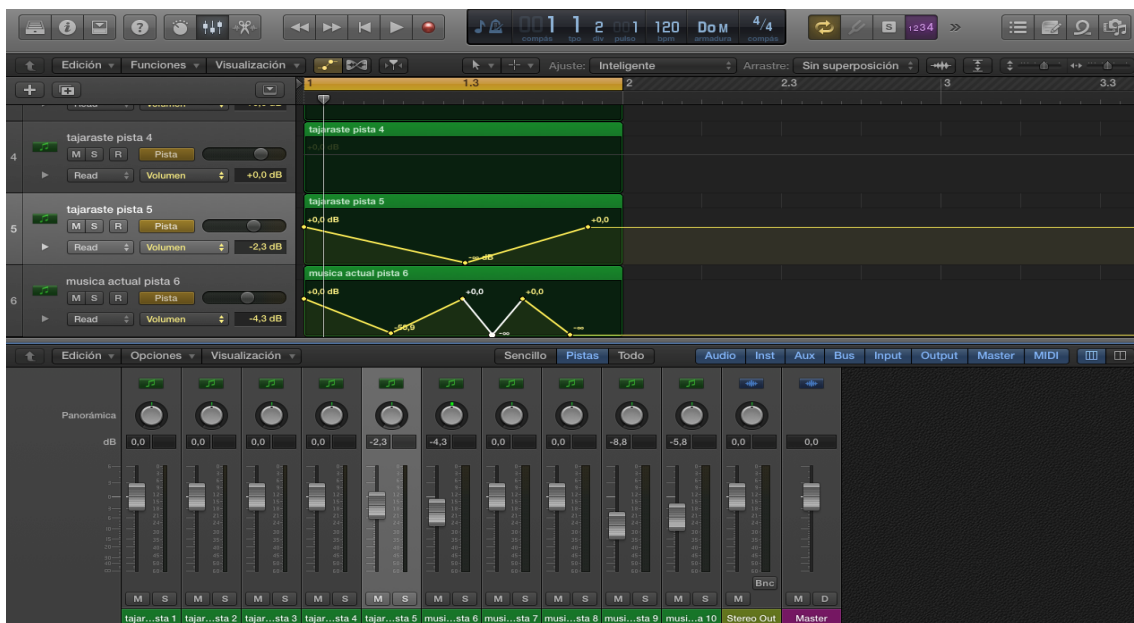 1234
001 1 2 001 120 Do M 4/4
compás tpo div pulso bpm armadura compás
Edición Funciones Visualización Ajuste: Inteligente Arrastre: Sin superposición
1 1.3 2 2.3 3 3.3
Volumen
4 tajaraste pista 4
M S R Pista
Read Volumen +0,0 dB
tajaraste pista 4
+0,0 dB
5 tajaraste pista 5
M S R Pista
Read Volumen -2,3 dB
tajaraste pista 5
+0,0 dB +0,0
-∞ dB
6 musica actual pista 6
M S R Pista
Read Volumen -4,3 dB
musica actual pista 6
+0,0 dB +0,0 +0,0
-∞ -∞
Edición Opciones Visualización Sencillo Pistas Todo Audio Inst Aux Bus Input Output Master MIDI
Panorámica
dB 0,0 0,0 0,0 0,0 -2,3 -4,3 0,0 0,0 -8,8 -5,8 0,0 0,0
Bnc
M S M S M S M S M S M S M S M S M S M S M M D
tajar...sta 1 tajar...sta 2 tajar...sta 3 tajar...sta 4 tajar...sta 5 musi...sta 6 musi...sta 7 musi...sta 8 musi...sta 9 musi...a 10 Stereo Out Master